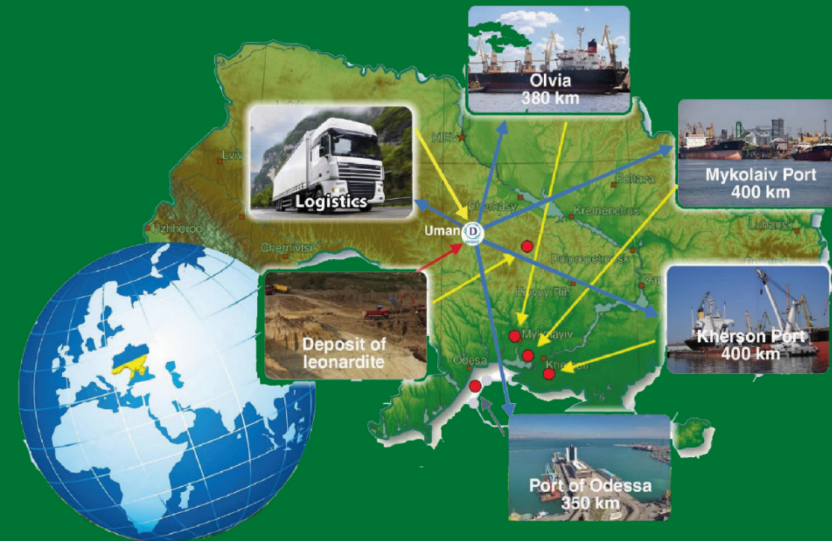 Olvia
380 km
Mykolaiv Port
400 km
Logistics
Uman
D
Kherson Port
400 km
Deposit of
leonardite
Port of Odessa
350 km
Lviv
Chernivtsi
Kremenchuk
Poltava
Odesa